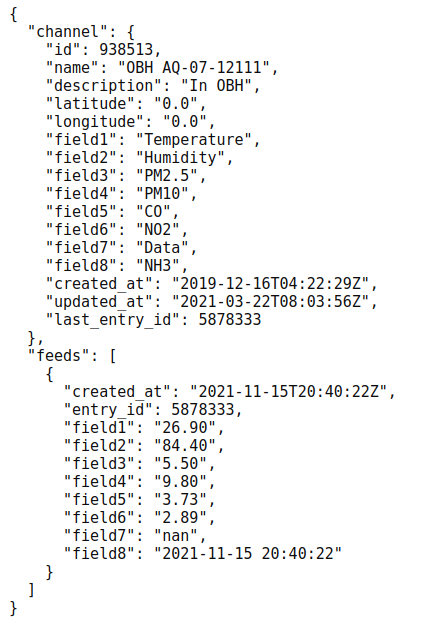 {
  "channel": {
    "id": 938513,
    "name": "OBH AQ-07-12111",
    "description": "In OBH",
    "latitude": "0.0",
    "longitude": "0.0",
    "field1": "Temperature",
    "field2": "Humidity",
    "field3": "PM2.5",
    "field4": "PM10",
    "field5": "CO",
    "field6": "NO2",
    "field7": "Data",
    "field8": "NH3",
    "created_at": "2019-12-16T04:22:29Z",
    "updated_at": "2021-03-22T08:03:56Z",
    "last_entry_id": 5878333
  },
  "feeds": [
    {
      "created_at": "2021-11-15T20:40:22Z",
      "entry_id": 5878333,
      "field1": "26.90",
      "field2": "84.40",
      "field3": "5.50",
      "field4": "9.80",
      "field5": "3.73",
      "field6": "2.89",
      "field7": "nan",
      "field8": "2021-11-15 20:40:22"
    }
  ]
}